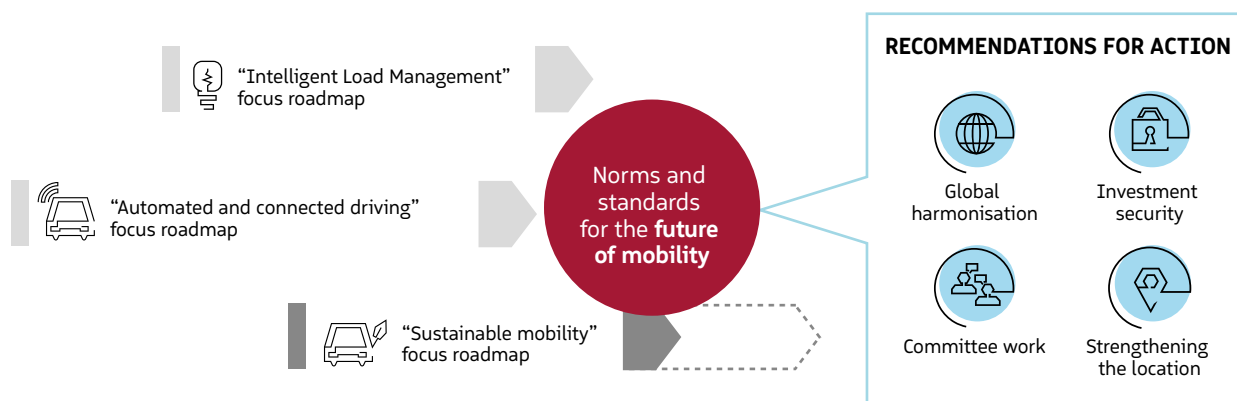 “Intelligent Load Management”
focus roadmap
“Automated and connected driving”
focus roadmap
“Sustainable mobility”
focus roadmap
Norms and
standards
for the future
of mobility
RECOMMENDATIONS FOR ACTION
Global
harmonisation
Investment
security
Committee work
Strengthening
the location